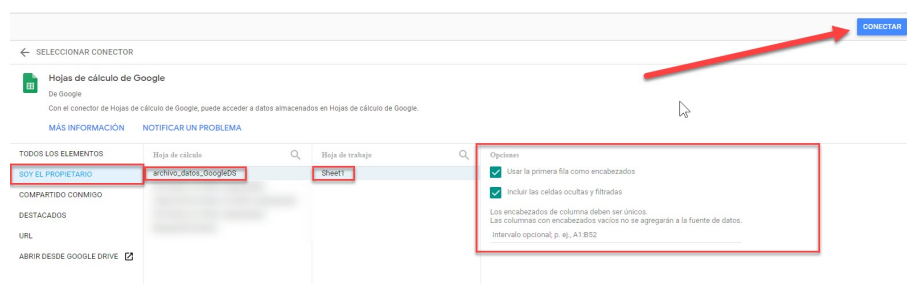 CONECTAR
SELECCIONAR CONECTOR
Hojas de cálculo de Google
De Google
Con el conector de Hojas de cálculo de Google, puede acceder a datos almacenados en Hojas de cálculo de Google.
MÁS INFORMACIÓN NOTIFICAR UN PROBLEMA
TODOS LOS ELEMENTOS
SOY EL PROPIETARIO
COMPARTIDO CONMIGO
DESTACADOS
URL
ABRIR DESDE GOOGLE DRIVE
Hoja de cálculo
archivo_datos_GoogleDS
Hoja de trabajo
Sheet1
Opciones
Usar la primera fila como encabezados
Incluir las celdas ocultas y filtradas
Los encabezados de columna deben ser únicos.
Las columnas con encabezados vacíos no se agregarán a la fuente de datos.
Intervalo opcional; p. ej., A1:B52